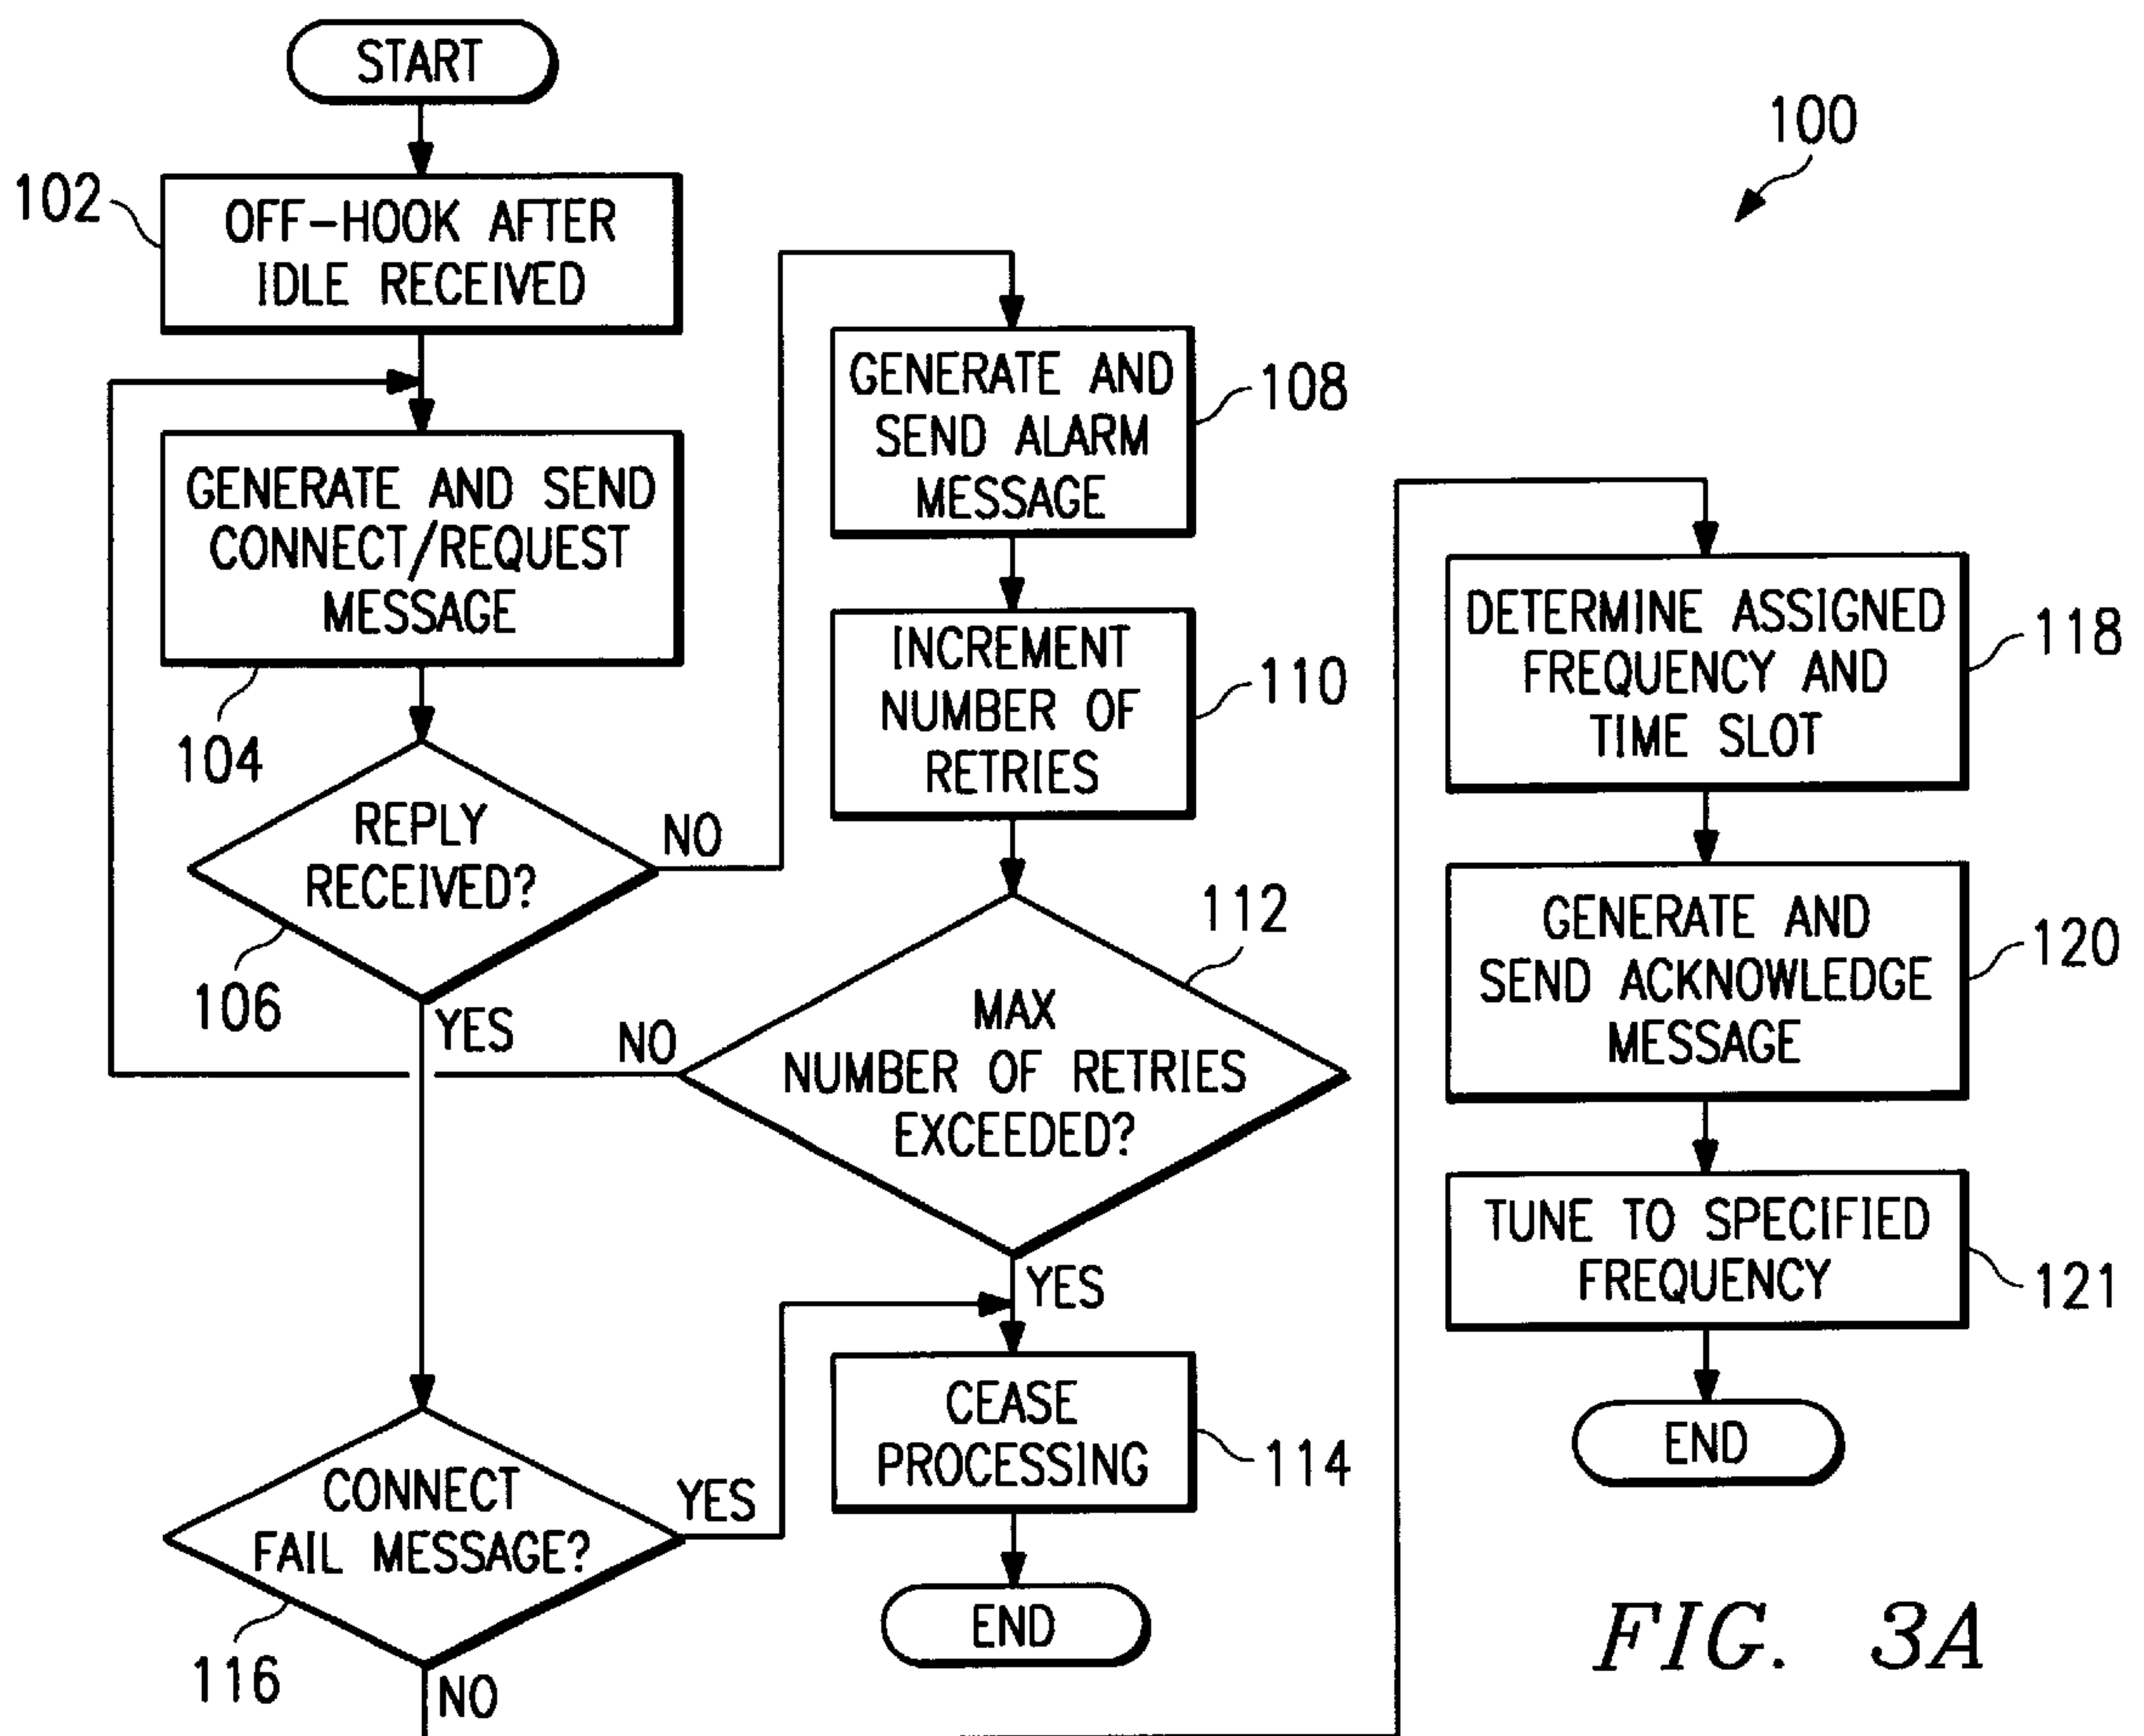 START
102
OFF-HOOK AFTER
IDLE RECEIVED
GENERATE AND SEND
CONNECT/REQUEST
MESSAGE
104
REPLY
RECEIVED?
NO
106
YES
CONNECT
FAIL MESSAGE?
YES
116
NO
GENERATE AND
SEND ALARM
MESSAGE
108
INCREMENT
NUMBER OF
RETRIES
110
112
MAX
NUMBER OF RETRIES
EXCEEDED?
NO
YES
CEASE
PROCESSING
114
END
100
DETERMINE ASSIGNED
FREQUENCY AND
TIME SLOT
118
GENERATE AND
SEND ACKNOWLEDGE
MESSAGE
120
TUNE TO SPECIFIED
FREQUENCY
121
END
FIG. 3A